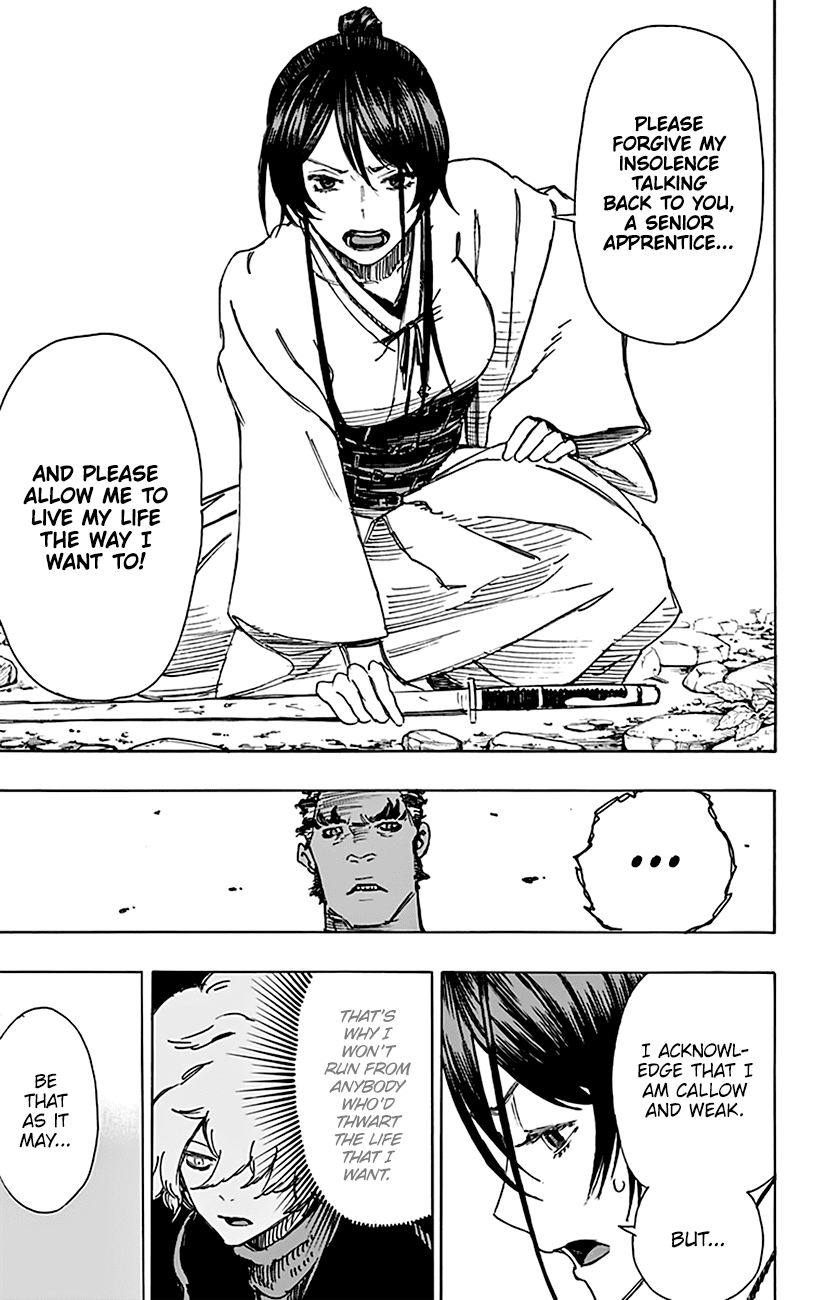 PLEASE
FORGIVE MY
INSOLENCE
TALKING
BACK TO YOU,
A SENIOR
APPRENTICE...
AND PLEASE
ALLOW ME TO
LIVE MY LIFE
THE WAY I
WANT TO!
...
I ACKNOWL-
EDGE THAT I
AM CALLOW
AND WEAK.
BUT...
THAT'S
WHY I
WON'T
RUN FROM
ANYBODY
WHO'D
THWART
THE LIFE
THAT I
WANT.
BE
THAT
AS IT
MAY...